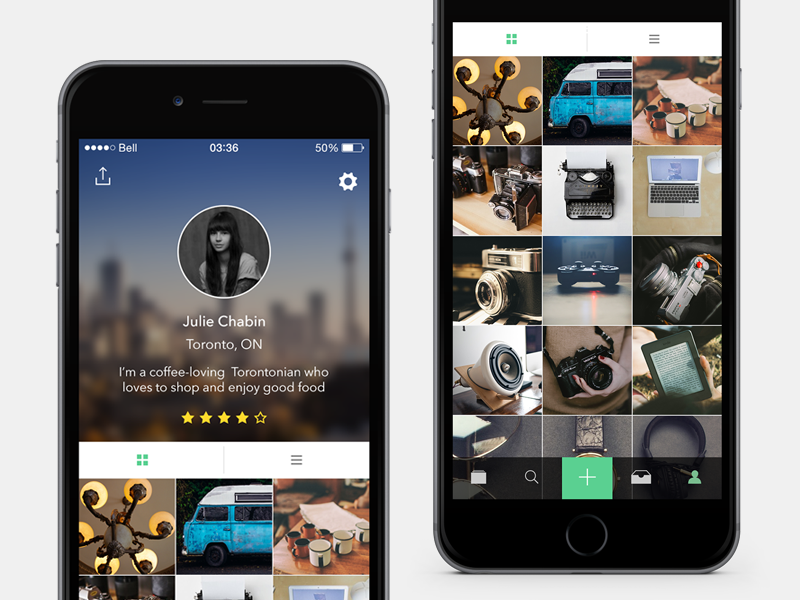 Bell 03:36 50%
Julie Chabin
Toronto, ON
I'm a coffee-loving Torontonian who
loves to shop and enjoy good food